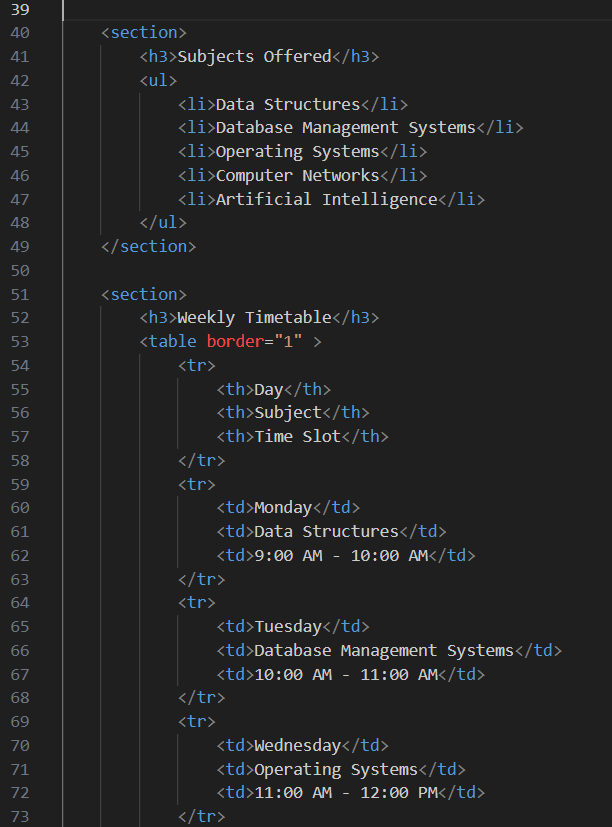 39
40 <section>
41 <h3>Subjects Offered</h3>
42 <ul>
43 <li>Data Structures</li>
44 <li>Database Management Systems</li>
45 <li>Operating Systems</li>
46 <li>Computer Networks</li>
47 <li>Artificial Intelligence</li>
48 </ul>
49 </section>
50
51 <section>
52 <h3>Weekly Timetable</h3>
53 <table border="1" >
54 <tr>
55 <th>Day</th>
56 <th>Subject</th>
57 <th>Time Slot</th>
58 </tr>
59 <tr>
60 <td>Monday</td>
61 <td>Data Structures</td>
62 <td>9:00 AM - 10:00 AM</td>
63 </tr>
64 <tr>
65 <td>Tuesday</td>
66 <td>Database Management Systems</td>
67 <td>10:00 AM - 11:00 AM</td>
68 </tr>
69 <tr>
70 <td>Wednesday</td>
71 <td>Operating Systems</td>
72 <td>11:00 AM - 12:00 PM</td>
73 </tr>